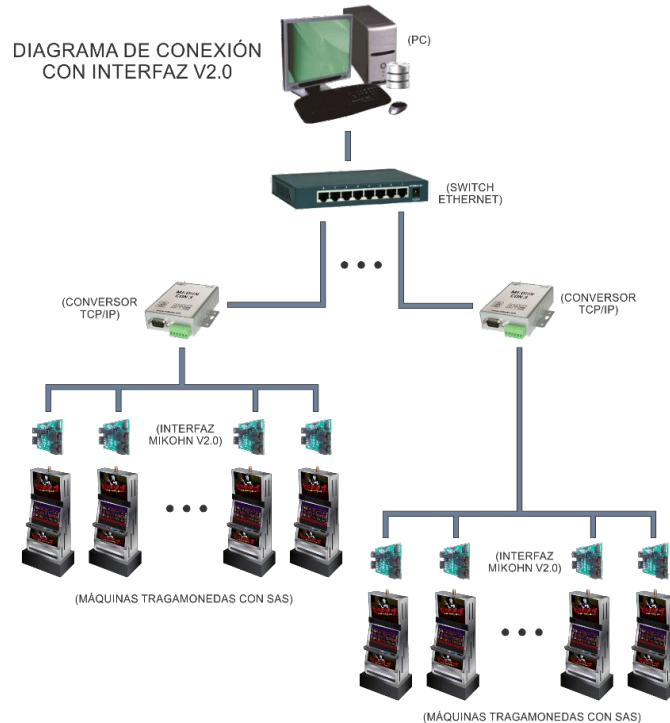 DIAGRAMA DE CONEXIÓN
CON INTERFAZ V2.0
(PC)
(SWITCH
ETHERNET)
(CONVERSOR
TCP/IP)
(CONVERSOR
TCP/IP)
(INTERFAZ
MIKOHN V2.0)
(MÁQUINAS TRAGAMONEDAS CON SAS)
(INTERFAZ
MIKOHN V2.0)
(MÁQUINAS TRAGAMONEDAS CON SAS)